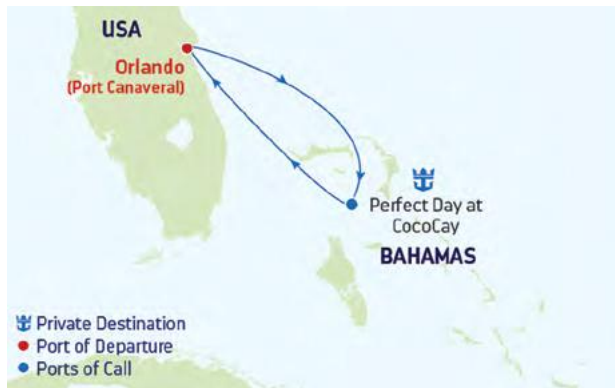 USA
Orlando
(Port Canaveral)
Perfect Day at
CocoCay
BAHAMAS
Private Destination
Port of Departure
Ports of Call